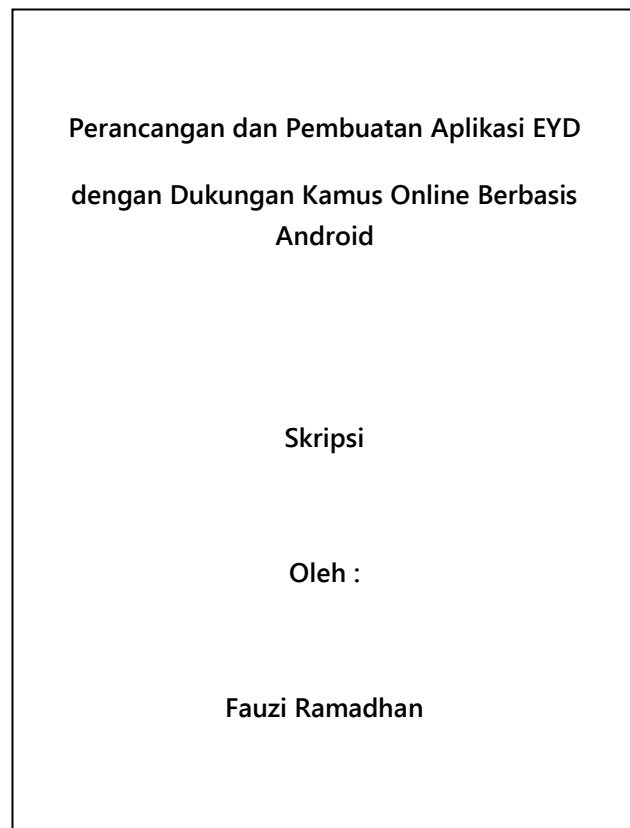 Perancangan dan Pembuatan Aplikasi EYD
dengan Dukungan Kamus Online Berbasis
Android
Skripsi
Oleh :
Fauzi Ramadhan